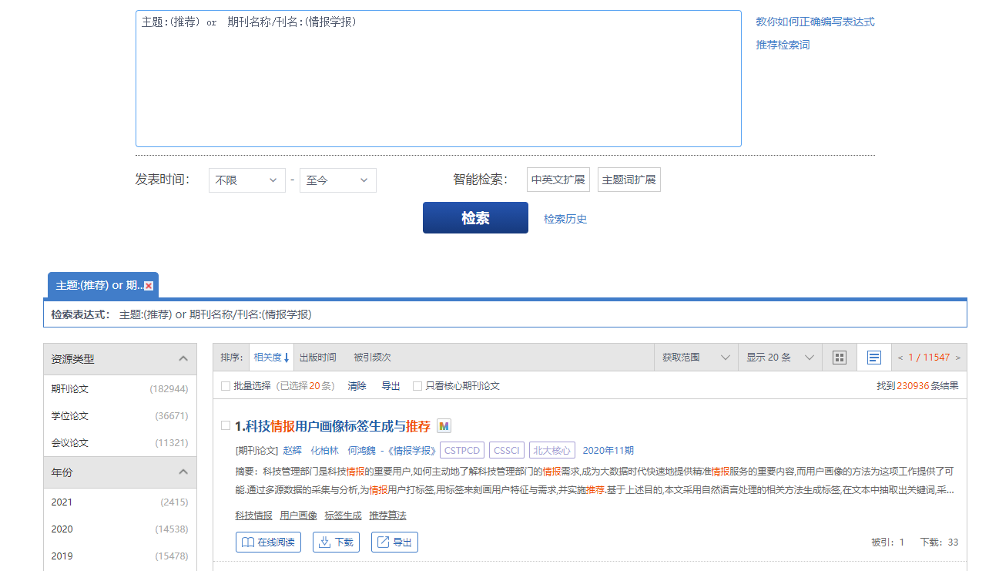 主题:(推荐) or  期刊名称/刊名:(情报学报)
教你如何正确编写表达式
推荐检索词
发表时间： 不限 - 至今 智能检索： 中英文扩展 主题词扩展
检索 检索历史
主题:(推荐) or 期...
检索表达式： 主题:(推荐) or 期刊名称/刊名:(情报学报)
资源类型
期刊论文 (182944)
学位论文 (36671)
会议论文 (11321)
年份
2021 (2415)
2020 (14538)
2019 (15478)
排序: 相关度 出版时间 被引频次 获取范围 显示 20 条 < 1 / 11547 >
批量选择 (已选择20条) 清除 导出 只看核心期刊论文 找到230936条结果
1.科技情报用户画像标签生成与推荐 M
[期刊论文] 赵辉 化柏林 何鸿魏 -《情报学报》 CSTPCD CSSCI 北大核心 2020年11期
摘要：科技管理部门是科技情报的重要用户,如何主动地了解科技管理部门的情报需求,成为大数据时代快速地提供精准情报服务的重要内容,而用户画像的方法为这项工作提供了可
能.通过多源数据的采集与分析,为情报用户打标签,用标签来刻画用户特征与需求,并实施推荐.基于上述目的,本文采用自然语言处理的相关方法生成标签,在文本中抽取出关键词,采...
科技情报 用户画像 标签生成 推荐算法
在线阅读 下载 导出 被引：1 下载：33